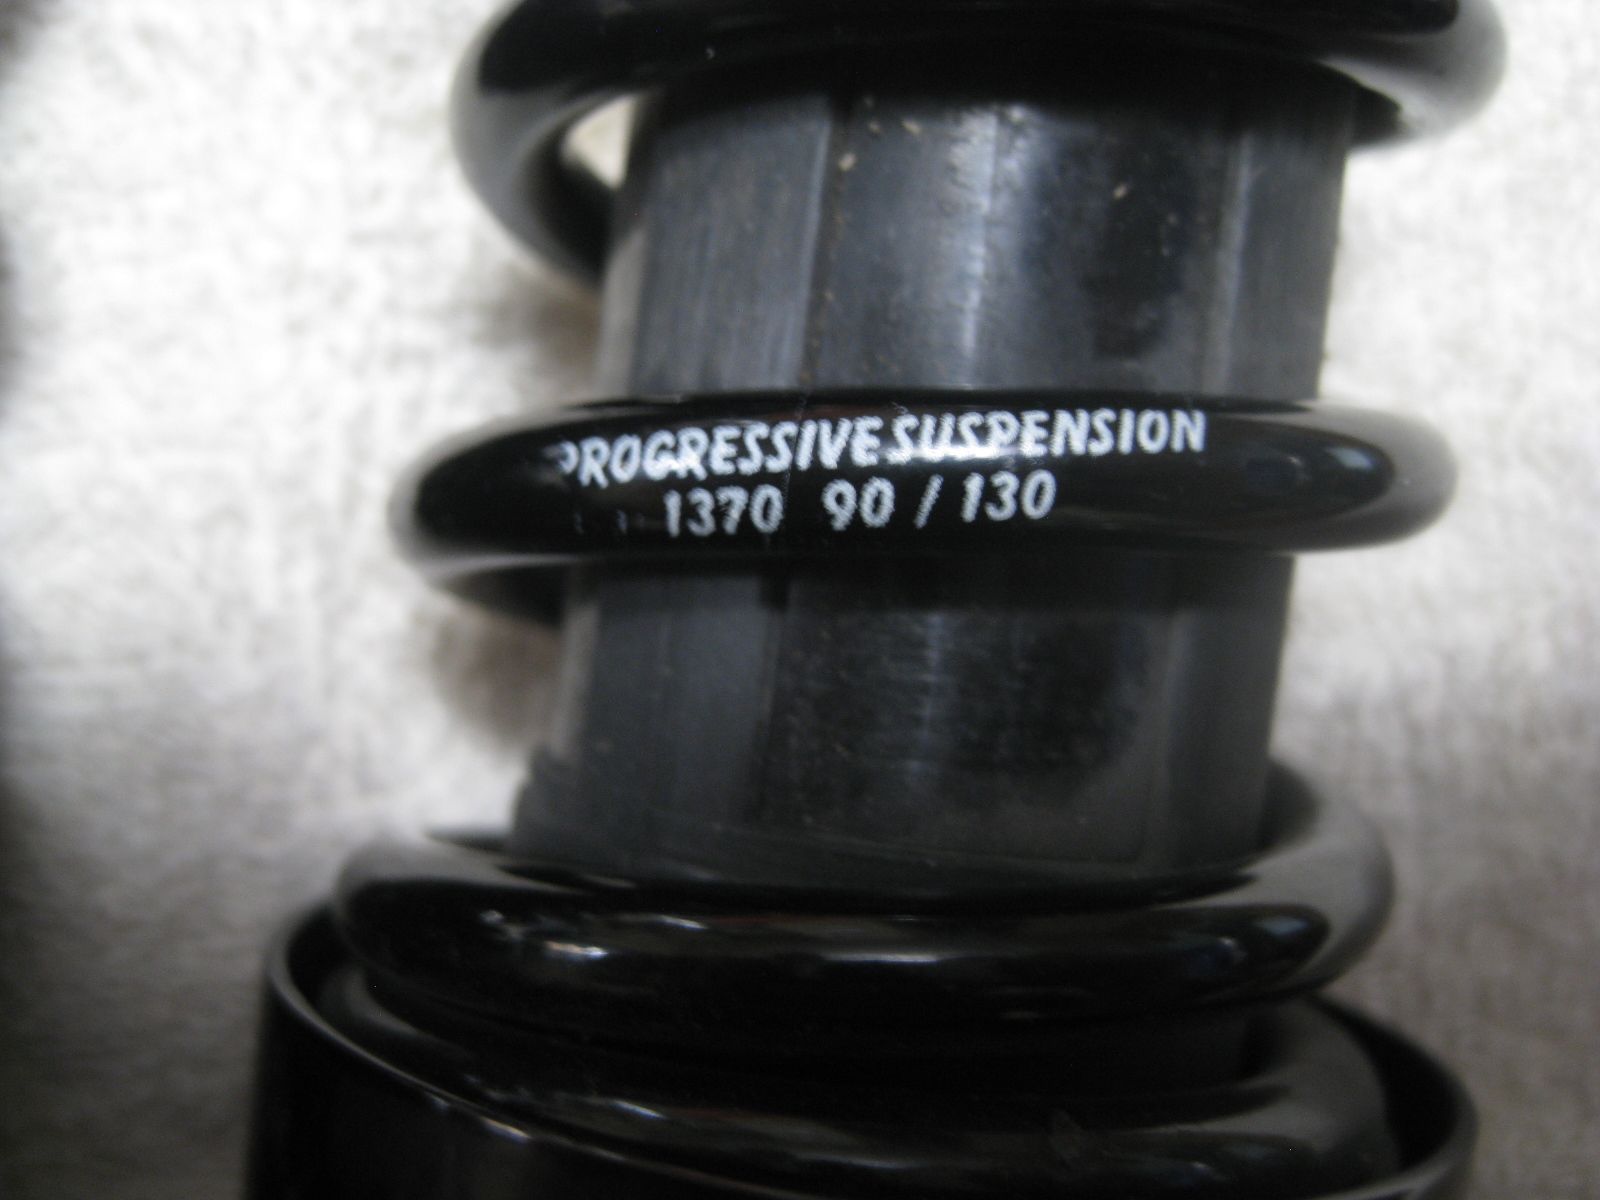 PROGRESSIVE SUSPENSION
1370 90 / 130